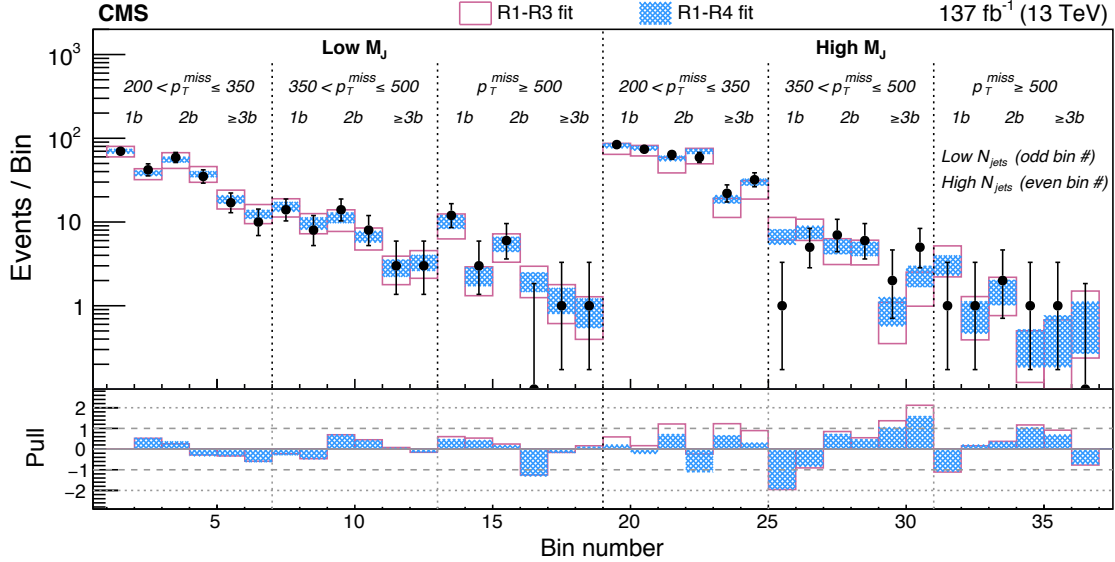 CMS R1-R3 fit R1-R4 fit 137 fb⁻¹ (13 TeV)
Low M_J High M_J
200 < p_T^miss ≤ 350 350 < p_T^miss ≤ 500 p_T^miss ≥ 500 200 < p_T^miss ≤ 350 350 < p_T^miss ≤ 500 p_T^miss ≥ 500
1b 2b ≥3b 1b 2b ≥3b 1b 2b ≥3b 1b 2b ≥3b 1b 2b ≥3b 1b 2b ≥3b
Low N_jets (odd bin #)
High N_jets (even bin #)
Events / Bin
10³
10²
10
1
Pull
2
1
0
−1
−2
5 10 15 20 25 30 35
Bin number